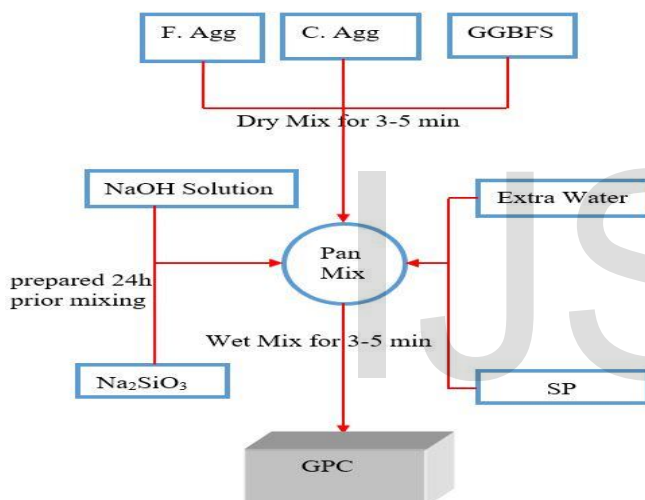 F. Agg
C. Agg
GGBFS
Dry Mix for 3-5 min
NaOH Solution
Extra Water
Pan
Mix
prepared 24h
prior mixing
Wet Mix for 3-5 min
Na₂SiO₃
SP
GPC
IJS